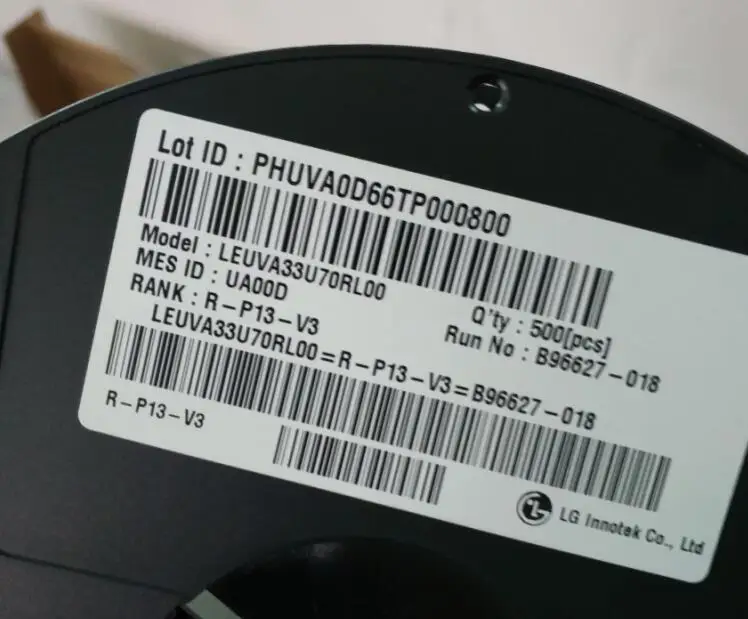 Lot ID : PHUVA0D66TP000800
Model : LEUVA33U70RL00
MES ID : UA00D
Q'ty : 500[pcs]
RANK : R-P13-V3
Run No : B96627-018
LEUVA33U70RL00=R-P13-V3=B96627-018
R-P13-V3
LG Innotek Co., Ltd